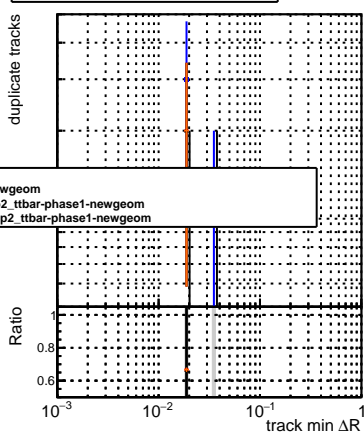 duplicate tracks
wgeom
2_ttbar-phase1-newgeom
p2_ttbar-phase1-newgeom
Ratio
1
0.8
0.6
10⁻³ 10⁻² 10⁻¹ 1
track min ΔR